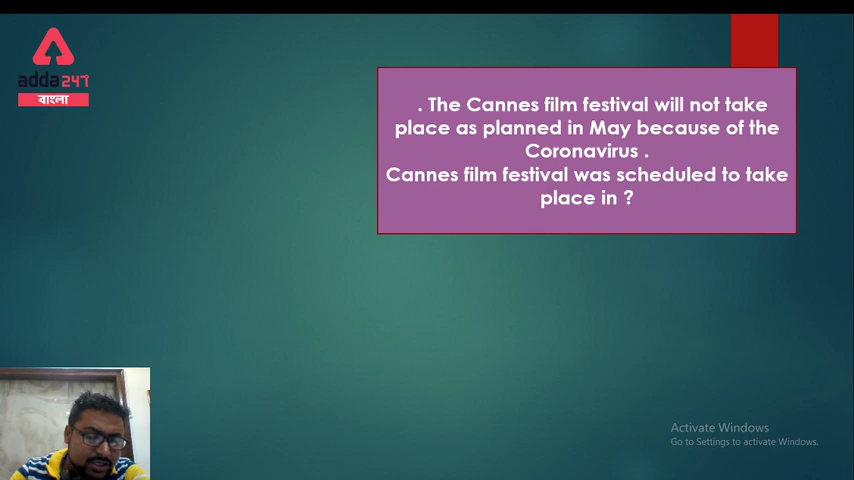 adda247
বাংলা
. The Cannes film festival will not take
place as planned in May because of the
Coronavirus .
Cannes film festival was scheduled to take
place in ?
Activate Windows
Go to Settings to activate Windows.